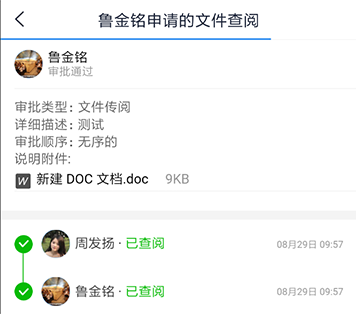 鲁金铭申请的文件查阅
鲁金铭
审批通过
审批类型：文件传阅
详细描述：测试
审批顺序：无序的
说明附件:
W 新建 DOC 文档.doc 9KB
周发扬 · 已查阅 08月29日 09:57
鲁金铭 · 已查阅 08月29日 09:57